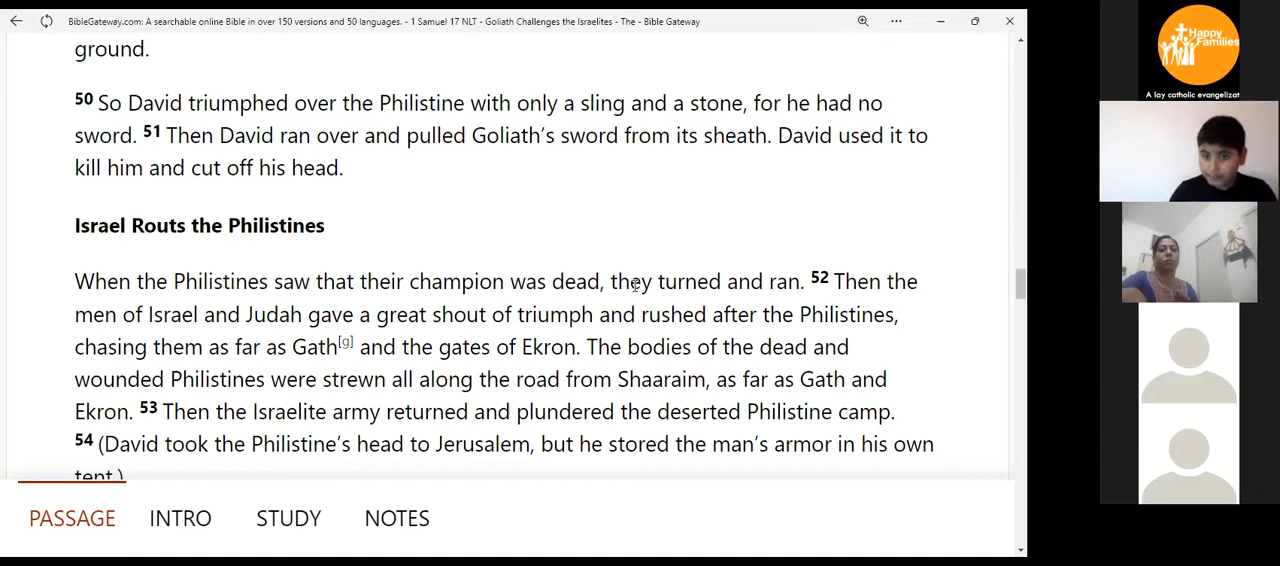 BibleGateway.com: A searchable online Bible in over 150 versions and 50 languages. - 1 Samuel 17 NLT - Goliath Challenges the Israelites - The - Bible Gateway
ground.
50 So David triumphed over the Philistine with only a sling and a stone, for he had no
sword. 51 Then David ran over and pulled Goliath’s sword from its sheath. David used it to
kill him and cut off his head.
Israel Routs the Philistines
When the Philistines saw that their champion was dead, they turned and ran. 52 Then the
men of Israel and Judah gave a great shout of triumph and rushed after the Philistines,
chasing them as far as Gath[g] and the gates of Ekron. The bodies of the dead and
wounded Philistines were strewn all along the road from Shaaraim, as far as Gath and
Ekron. 53 Then the Israelite army returned and plundered the deserted Philistine camp.
54 (David took the Philistine’s head to Jerusalem, but he stored the man’s armor in his own
tent.)
PASSAGE INTRO STUDY NOTES
Happy
Families
A lay catholic evangelizat